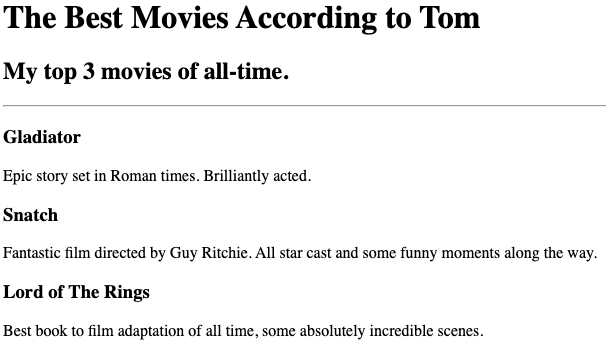 The Best Movies According to Tom
My top 3 movies of all-time.
Gladiator
Epic story set in Roman times. Brilliantly acted.
Snatch
Fantastic film directed by Guy Ritchie. All star cast and some funny moments along the way.
Lord of The Rings
Best book to film adaptation of all time, some absolutely incredible scenes.